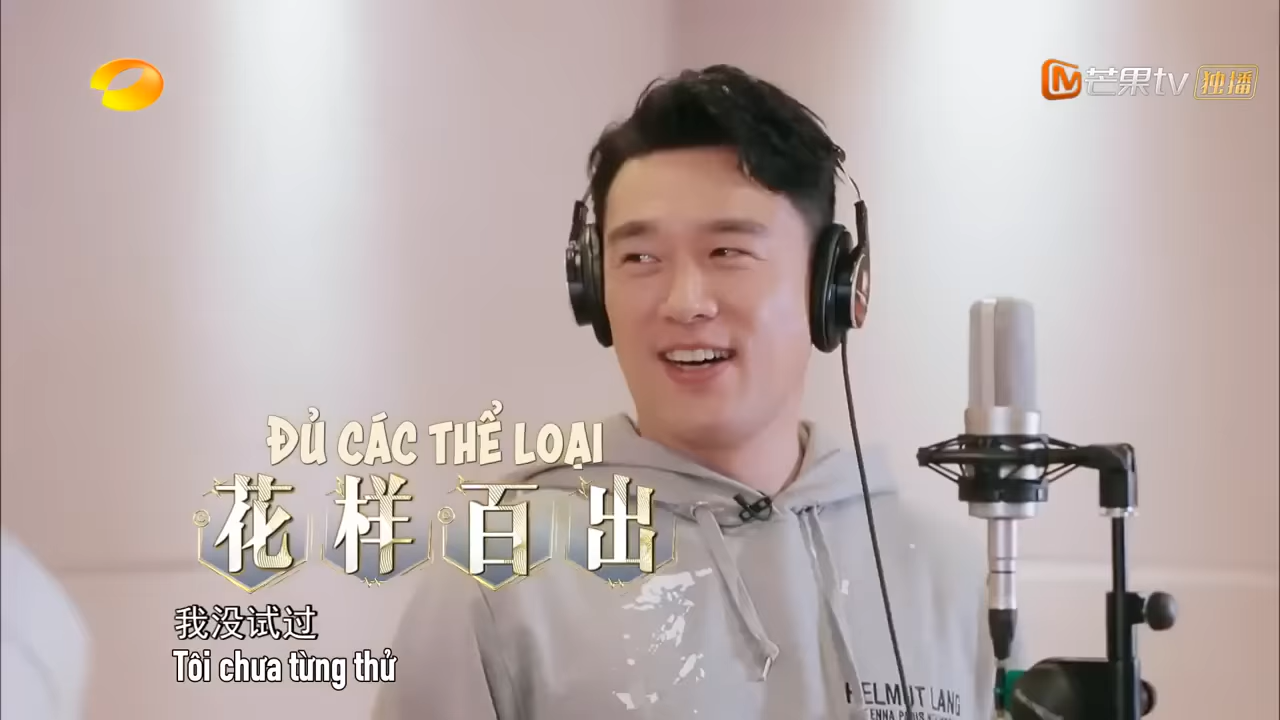 芒果tv 独播
ĐỦ CÁC THỂ LOẠI
花样百出
我没试过
Tôi chưa từng thử
HELMUT LANG